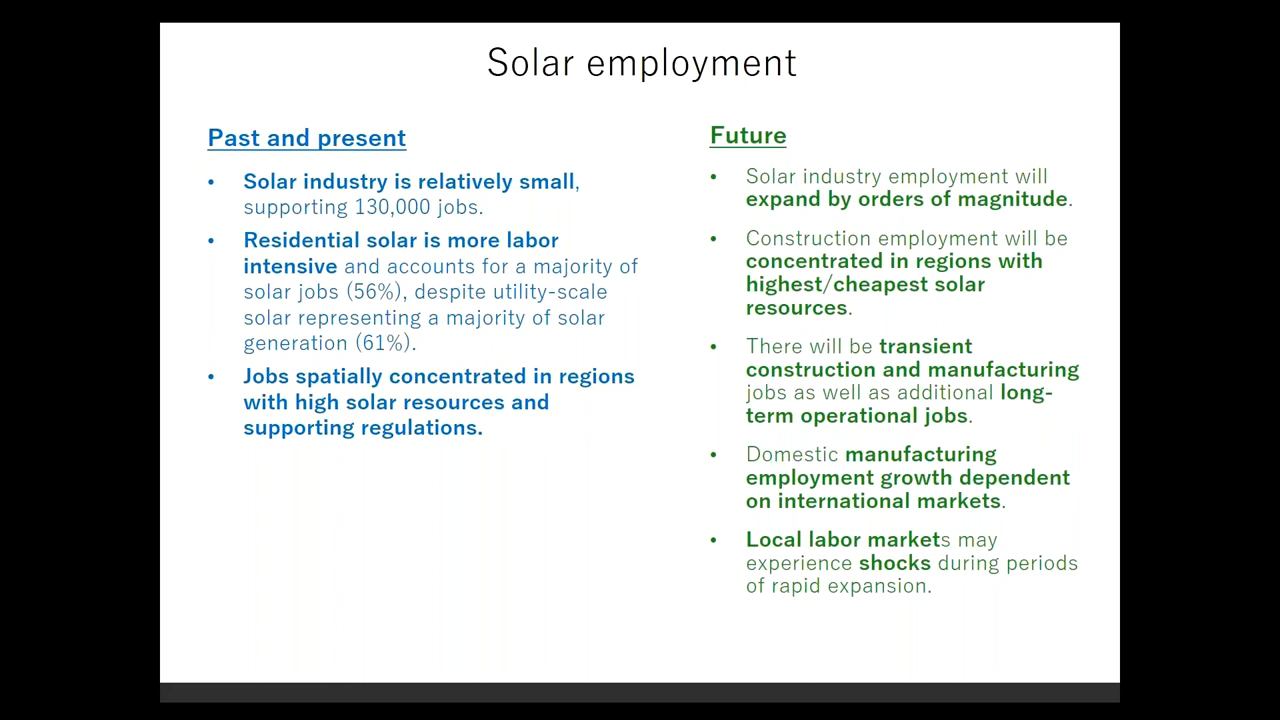 Solar employment
Past and present
• Solar industry is relatively small,
supporting 130,000 jobs.
• Residential solar is more labor
intensive and accounts for a majority of
solar jobs (56%), despite utility-scale
solar representing a majority of solar
generation (61%).
• Jobs spatially concentrated in regions
with high solar resources and
supporting regulations.
Future
• Solar industry employment will
expand by orders of magnitude.
• Construction employment will be
concentrated in regions with
highest/cheapest solar
resources.
• There will be transient
construction and manufacturing
jobs as well as additional long-
term operational jobs.
• Domestic manufacturing
employment growth dependent
on international markets.
• Local labor markets may
experience shocks during periods
of rapid expansion.